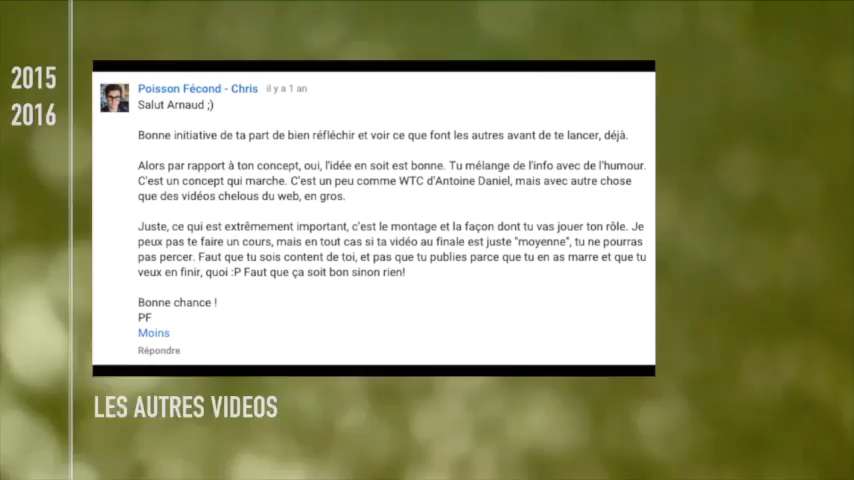 2015
2016
Poisson Fécond - Chris il y a 1 an
Salut Arnaud ;)
Bonne initiative de ta part de bien réfléchir et voir ce que font les autres avant de te lancer, déjà.
Alors par rapport à ton concept, oui, l'idée en soit est bonne. Tu mélange de l'info avec de l'humour.
C'est un concept qui marche. C'est un peu comme WTC d'Antoine Daniel, mais avec autre chose
que des vidéos chelous du web, en gros.
Juste, ce qui est extrêmement important, c'est le montage et la façon dont tu vas jouer ton rôle. Je
peux pas te faire un cours, mais en tout cas si ta vidéo au finale est juste "moyenne", tu ne pourras
pas percer. Faut que tu sois content de toi, et pas que tu publies parce que tu en as marre et que tu
veux en finir, quoi :P Faut que ça soit bon sinon rien!
Bonne chance !
PF
Moins
Répondre
LES AUTRES VIDEOS